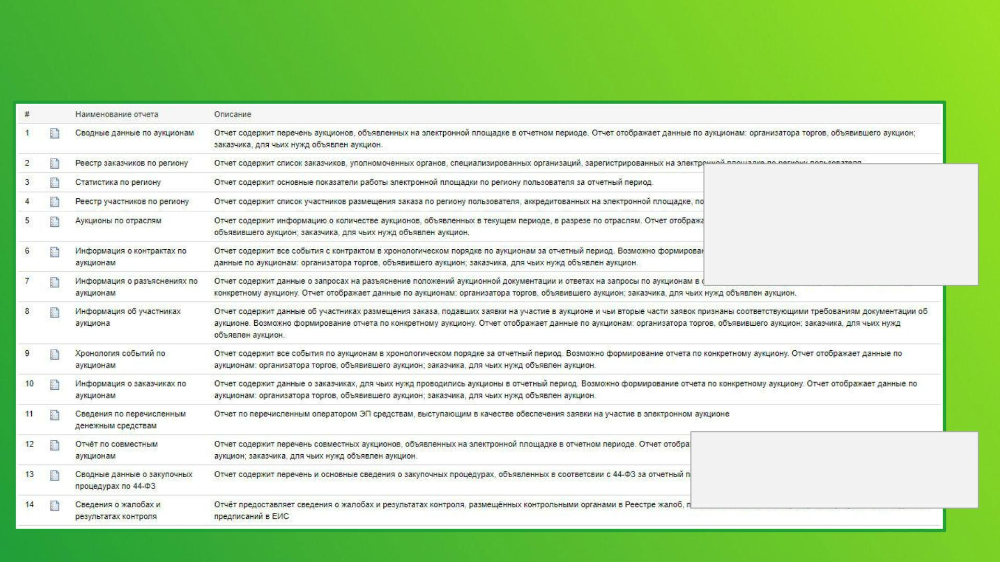 # Наименование отчета Описание
1 Сводные данные по аукционам Отчет содержит перечень аукционов, объявленных на электронной площадке в отчетном периоде. Отчет отображает данные по аукционам: организатора торгов, объявившего аукцион;
заказчика, для чьих нужд объявлен аукцион.
2 Реестр заказчиков по региону Отчет содержит список заказчиков, уполномоченных органов, специализированных организаций, зарегистрированных на электронной площадке по региону пользователя.
3 Статистика по региону Отчет содержит основные показатели работы электронной площадки по региону пользователя за отчетный период.
4 Реестр участников по региону Отчет содержит список участников размещения заказа по региону пользователя, аккредитованных на электронной площадке, по
5 Аукционы по отраслям Отчет содержит информацию о количестве аукционов, объявленных в текущем периоде, в разрезе по отраслям. Отчет отобража
объявившего аукцион; заказчика, для чьих нужд объявлен аукцион.
6 Информация о контрактах по Отчет содержит все события с контрактом в хронологическом порядке по аукционам за отчетный период. Возможно формирован
аукционам данные по аукционам: организатора торгов, объявившего аукцион; заказчика, для чьих нужд объявлен аукцион.
7 Информация о разъяснениях по Отчет содержит данные о запросах на разъяснение положений аукционной документации и ответах на запросы по аукционам в
аукционам конкретному аукциону. Отчет отображает данные по аукционам: организатора торгов, объявившего аукцион; заказчика, для чьих нужд объявлен аукцион.
8 Информация об участниках Отчет содержит данные об участниках размещения заказа, подавших заявки на участие в аукционе и чьи вторые части заявок признаны соответствующими требованиям документации об
аукциона аукционе. Возможно формирование отчета по конкретному аукциону. Отчет отображает данные по аукционам: организатора торгов, объявившего аукцион; заказчика, для чьих нужд
объявлен аукцион.
9 Хронология событий по Отчет содержит все события по аукционам в хронологическом порядке за отчетный период. Возможно формирование отчета по конкретному аукциону. Отчет отображает данные по
аукционам аукционам: организатора торгов, объявившего аукцион; заказчика, для чьих нужд объявлен аукцион.
10 Информация о заказчиках по Отчет содержит данные о заказчиках, для чьих нужд проводились аукционы в отчетный период. Возможно формирование отчета по конкретному аукциону. Отчет отображает данные по
аукционам аукционам: организатора торгов, объявившего аукцион; заказчика, для чьих нужд объявлен аукцион.
11 Сведения по перечисленным Отчет по перечисленным оператором ЭП средствам, выступающим в качестве обеспечения заявки на участие в электронном аукционе
денежным средствам
12 Отчёт по совместным Отчет содержит перечень совместных аукционов, объявленных на электронной площадке в отчетном периоде. Отчет отобра
аукционам аукцион; заказчика, для чьих нужд объявлен аукцион.
13 Сводные данные о закупочных Отчет содержит перечень и основные сведения о закупочных процедурах, объявленных в соответсвии с 44-ФЗ за отчетный п
процедурах по 44-ФЗ
14 Сведения о жалобах и Отчёт предоставляет сведения о жалобах и результатах контроля, размещённых контрольными органами в Реестре жалоб, п
результатах контроля предписаний в ЕИС